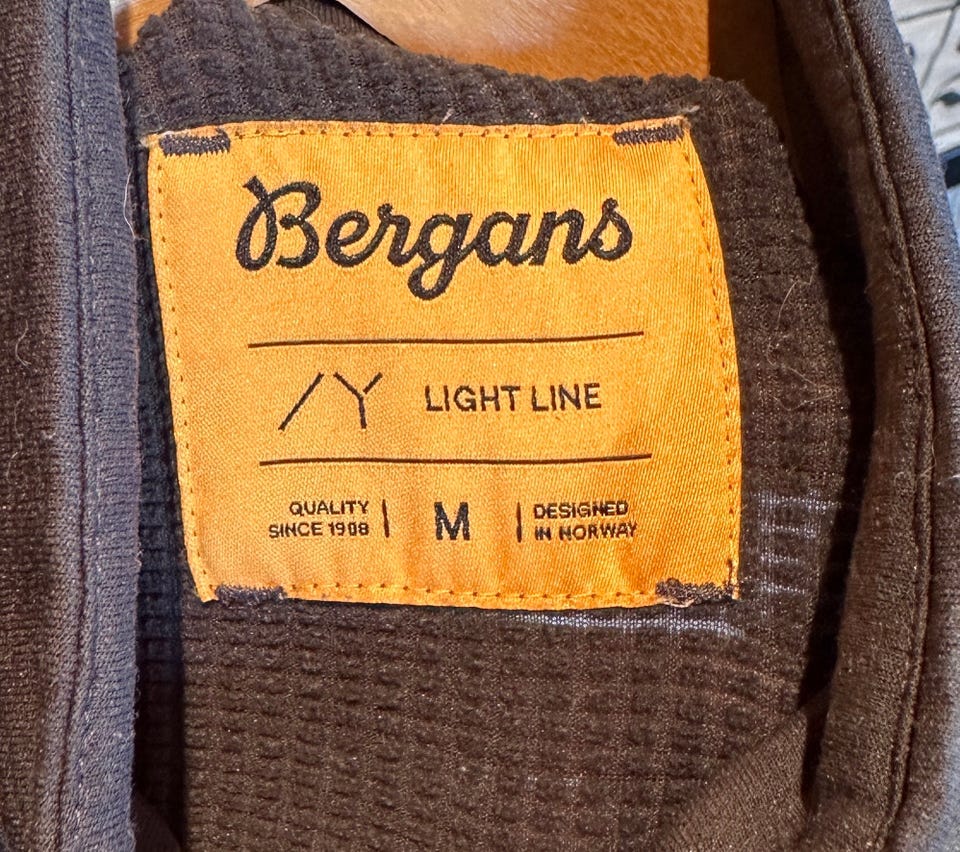 Bergans
/Y LIGHT LINE
QUALITY
SINCE 1908
M
DESIGNED
IN NORWAY